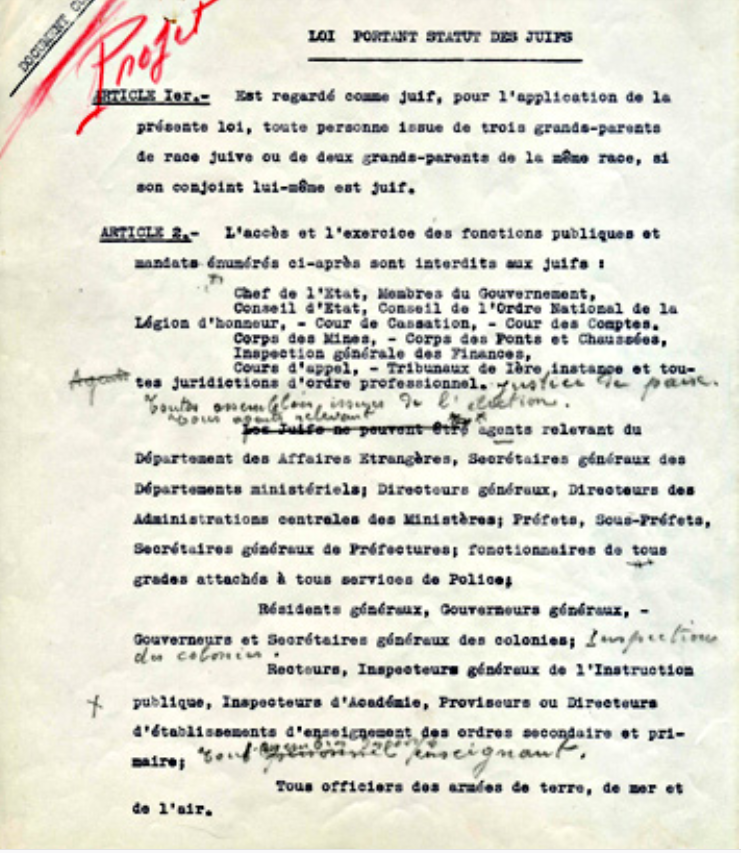 DOCUMENT
Projet
LOI PORTANT STATUT DES JUIFS
ARTICLE Ier.- Est regardé comme juif, pour l'application de la
présente loi, toute personne issue de trois grands-parents
de race juive ou de deux grands-parents de la même race, si
son conjoint lui-même est juif.
ARTICLE 2.- L'accès et l'exercice des fonctions publiques et
mandats énumérés ci-après sont interdits aux juifs :
Chef de l'Etat, Membres du Gouvernement,
Conseil d'Etat, Conseil de l'Ordre National de la
Légion d'honneur, - Cour de Cassation, - Cour des Comptes.
Corps des Mines, - Corps des Ponts et Chaussées,
Inspection générale des Finances,
Cours d'appel, - Tribunaux de Ière instance et tou-
Agents tes juridictions d'ordre professionnel. justices de paix.
toutes assemblées issues de l'élection.
tous agents relevant
Les Juifs ne peuvent être agents relevant du
Département des Affaires Etrangères, Secrétaires généraux des
Départements ministériels; Directeurs généraux, Directeurs des
Administrations centrales des Ministères; Préfets, Sous-Préfets,
Secrétaires généraux de Préfectures; fonctionnaires de tous
grades attachés à tous services de Police;
Résidents généraux, Gouverneurs généraux, -
Gouverneurs et Secrétaires généraux des colonies; Inspections
des colonies.
Recteurs, Inspecteurs généraux de l'Instruction
publique, Inspecteurs d'Académie, Proviseurs ou Directeurs
d'établissements d'enseignement des ordres secondaire et pri-
maire; tout personnel enseignant.
Tous officiers des armées de terre, de mer et
de l'air.